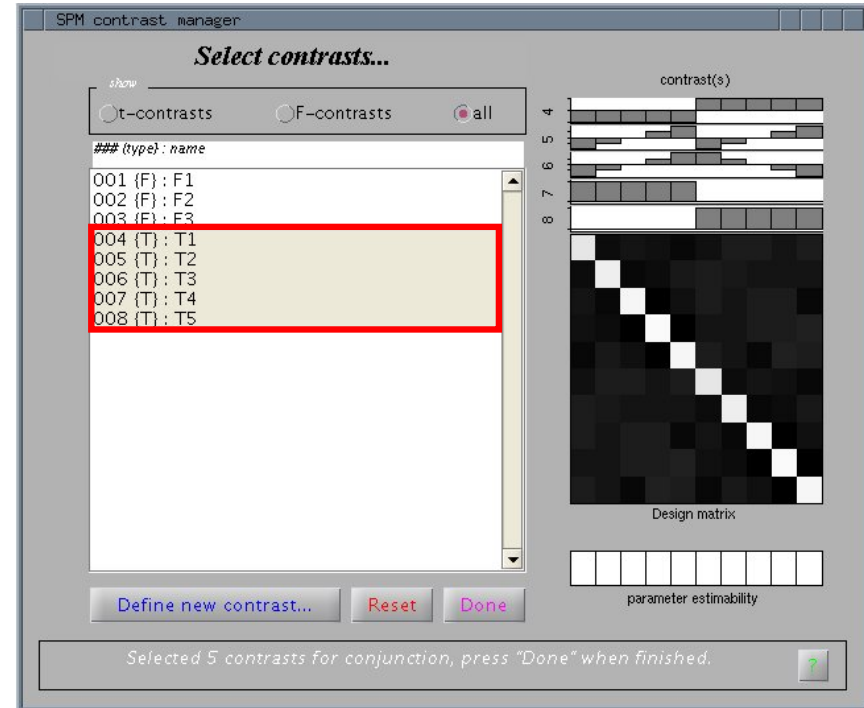 SPM contrast manager
Select contrasts...
show
t-contrasts F-contrasts all
### {type} : name
001 {F} : F1
002 {F} : F2
003 {F} : F3
004 {T} : T1
005 {T} : T2
006 {T} : T3
007 {T} : T4
008 {T} : T5
Define new contrast... Reset Done
contrast(s)
4
5
6
7
8
Design matrix
parameter estimability
Selected 5 contrasts for conjunction, press "Done" when finished.
?